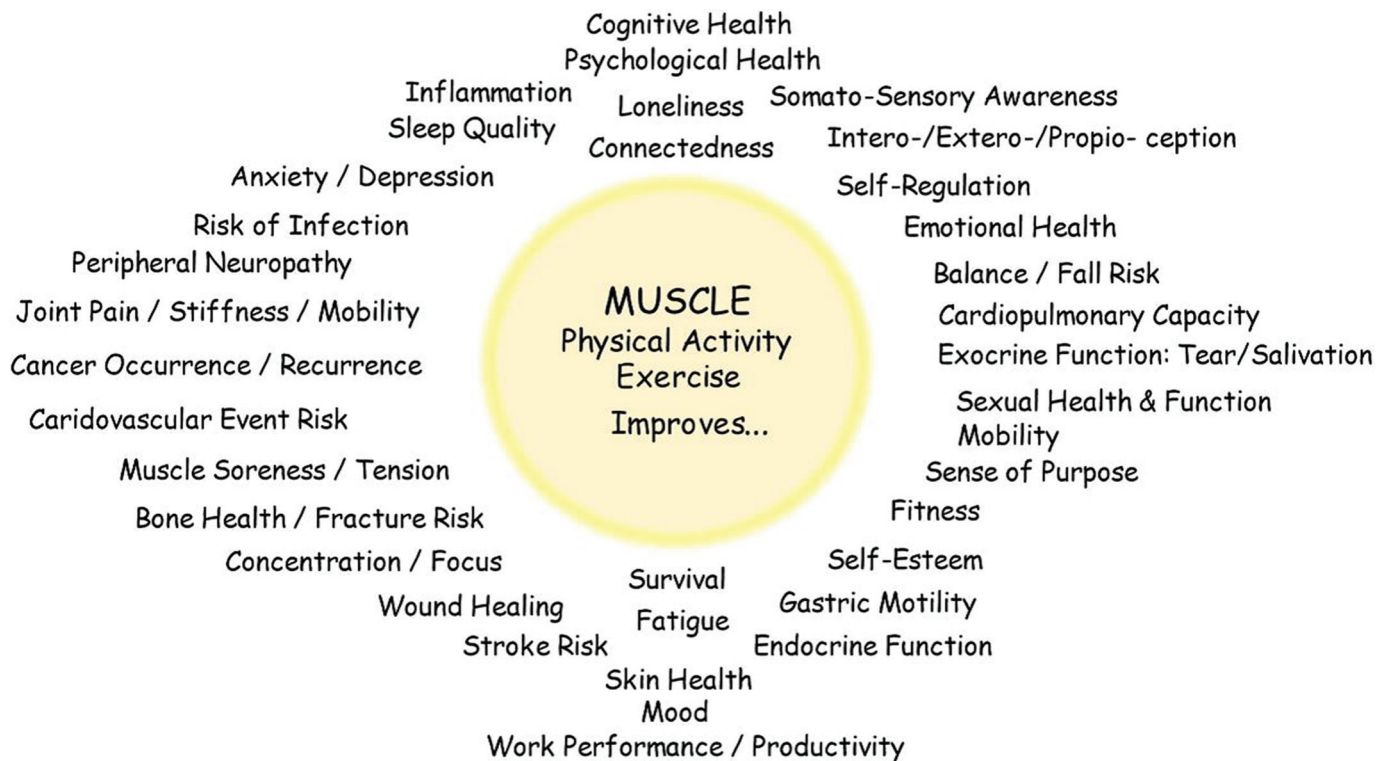 Cognitive Health
Psychological Health
Inflammation
Loneliness
Somato-Sensory Awareness
Sleep Quality
Connectedness
Intero-/Extero-/Propio- ception
Anxiety / Depression
Self-Regulation
Risk of Infection
Emotional Health
Peripheral Neuropathy
Balance / Fall Risk
Joint Pain / Stiffness / Mobility
MUSCLE
Physical Activity
Exercise
Improves...
Cardiopulmonary Capacity
Cancer Occurrence / Recurrence
Exocrine Function: Tear/Salivation
Caridovascular Event Risk
Sexual Health & Function
Mobility
Muscle Soreness / Tension
Sense of Purpose
Bone Health / Fracture Risk
Fitness
Concentration / Focus
Survival
Self-Esteem
Wound Healing
Fatigue
Gastric Motility
Stroke Risk
Endocrine Function
Skin Health
Mood
Work Performance / Productivity